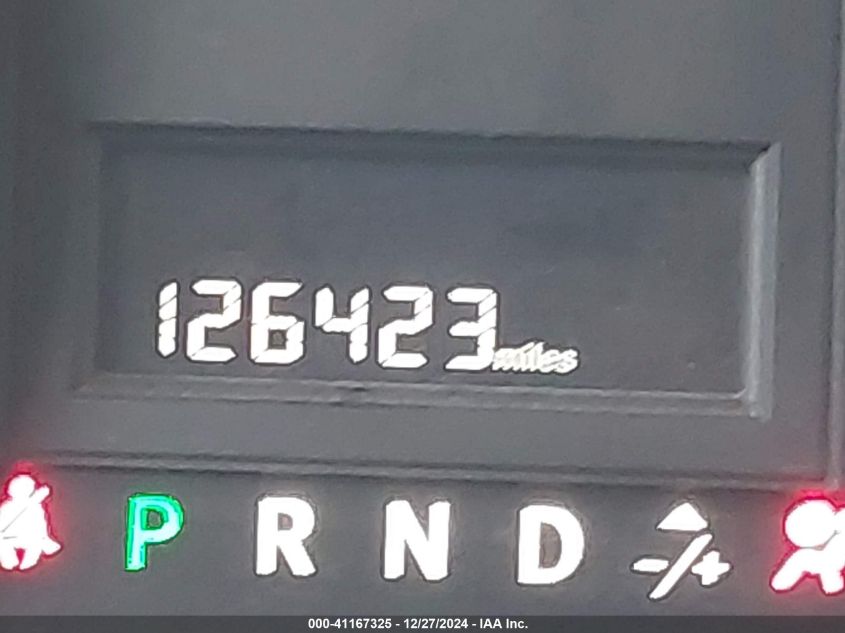 126423 miles
P R N D -/+
000-41167325 - 12/27/2024 - IAA Inc.